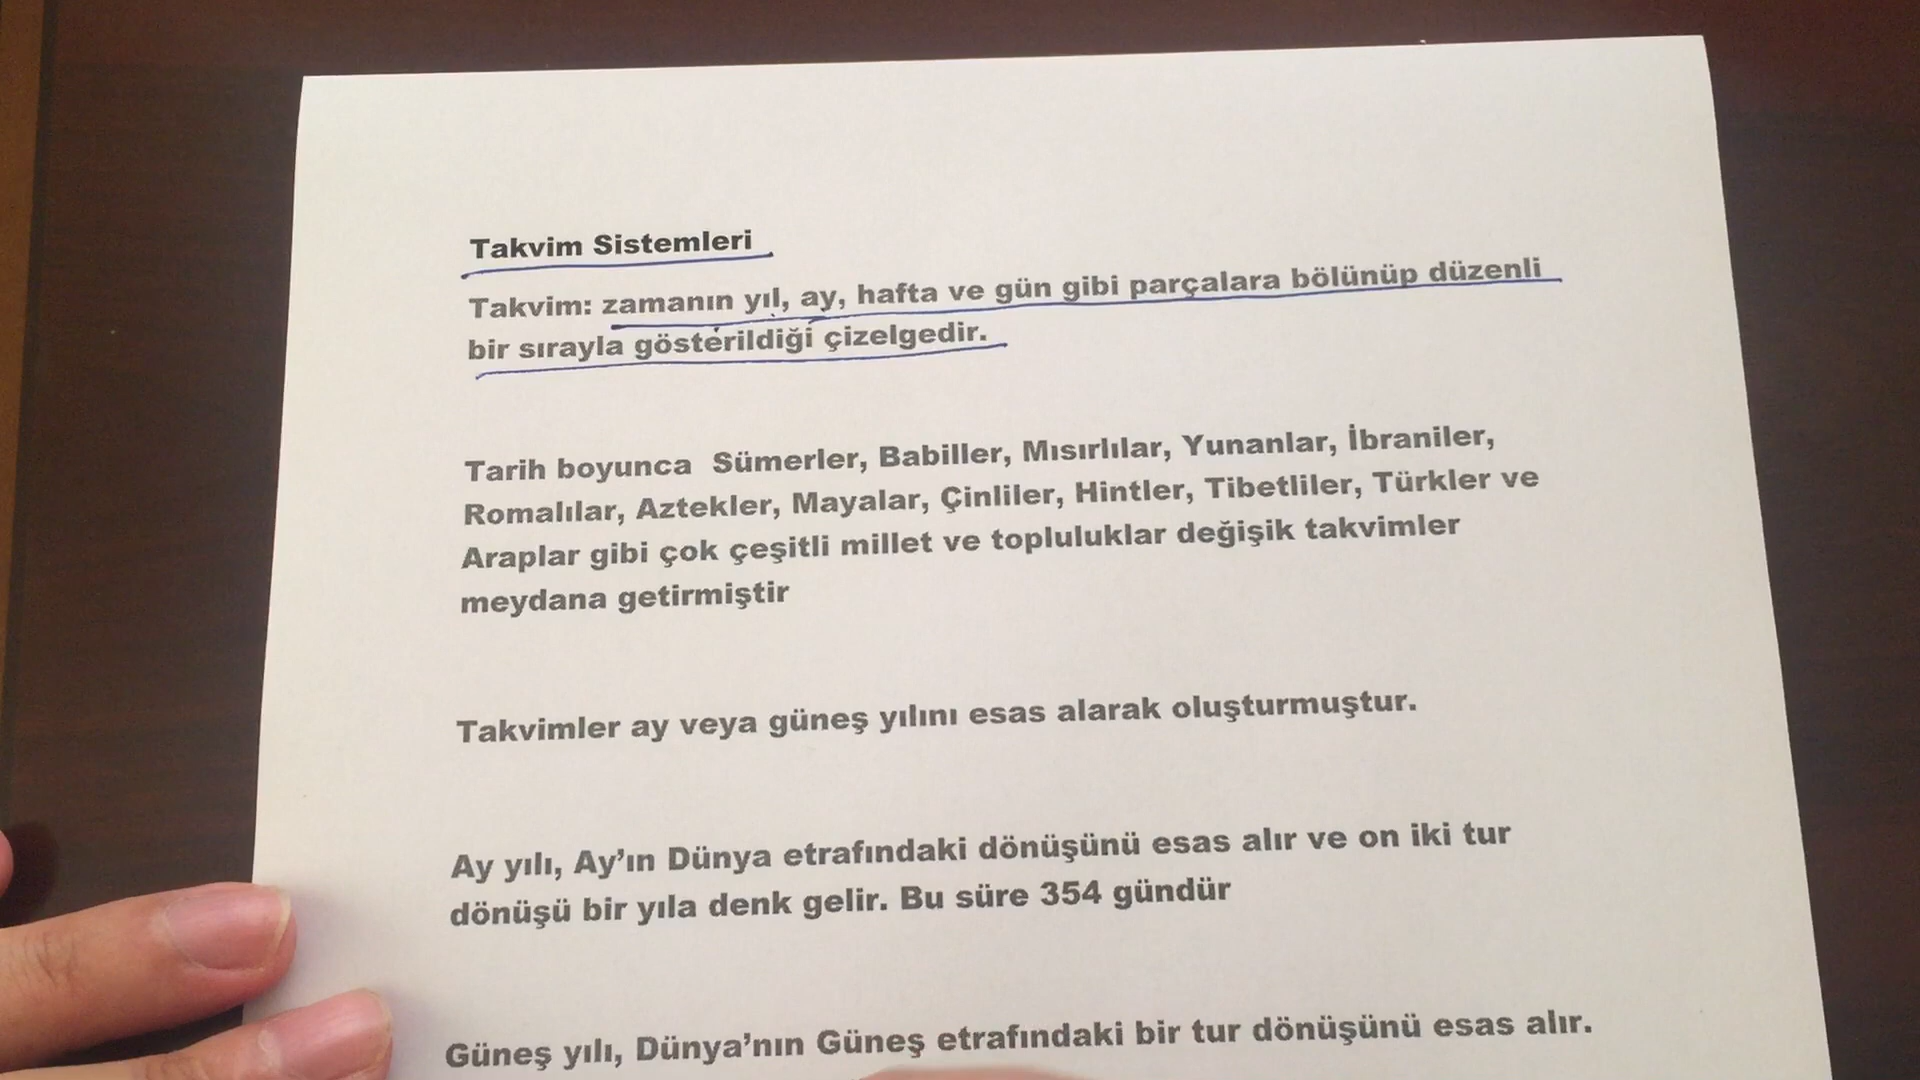 Takvim Sistemleri
Takvim: zamanın yıl, ay, hafta ve gün gibi parçalara bölünüp düzenli
bir sırayla gösterildiği çizelgedir.
Tarih boyunca  Sümerler, Babiller, Mısırlılar, Yunanlar, İbraniler,
Romalılar, Aztekler, Mayalar, Çinliler, Hintler, Tibetliler, Türkler ve
Araplar gibi çok çeşitli millet ve topluluklar değişik takvimler
meydana getirmiştir
Takvimler ay veya güneş yılını esas alarak oluşturmuştur.
Ay yılı, Ay’ın Dünya etrafındaki dönüşünü esas alır ve on iki tur
dönüşü bir yıla denk gelir. Bu süre 354 gündür
Güneş yılı, Dünya’nın Güneş etrafındaki bir tur dönüşünü esas alır.